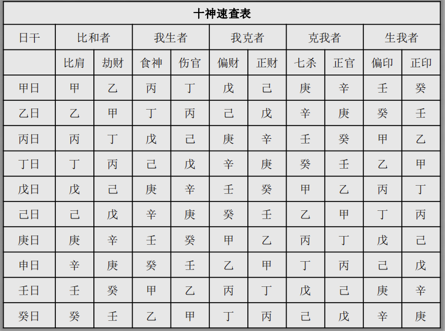 十神速查表
日干 比和者 我生者 我克者 克我者 生我者
比肩 劫财 食神 伤官 偏财 正财 七杀 正官 偏印 正印
甲日 甲 乙 丙 丁 戊 己 庚 辛 壬 癸
乙日 乙 甲 丁 丙 己 戊 辛 庚 癸 壬
丙日 丙 丁 戊 己 庚 辛 壬 癸 甲 乙
丁日 丁 丙 己 戊 辛 庚 癸 壬 乙 甲
戊日 戊 己 庚 辛 壬 癸 甲 乙 丙 丁
己日 己 戊 辛 庚 癸 壬 乙 甲 丁 丙
庚日 庚 辛 壬 癸 甲 乙 丙 丁 戊 己
申日 辛 庚 癸 壬 乙 甲 丁 丙 己 戊
壬日 壬 癸 甲 乙 丙 丁 戊 己 庚 辛
癸日 癸 壬 乙 甲 丁 丙 己 戊 辛 庚